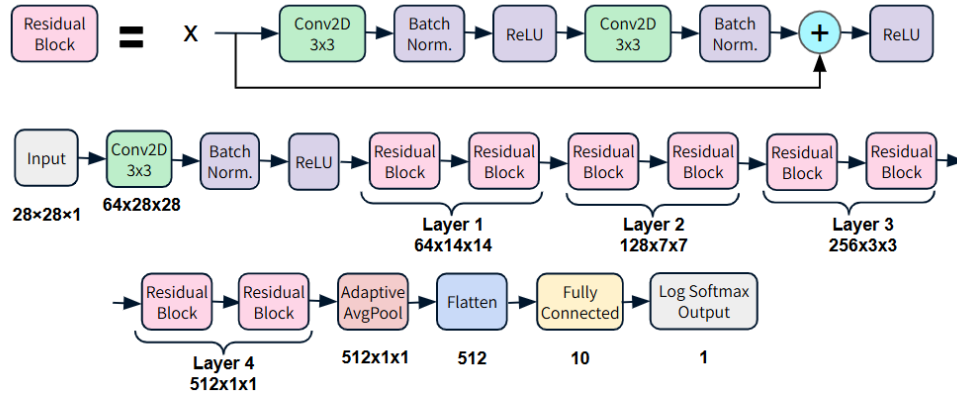 Residual
Block
=
X
Conv2D
3x3
Batch
Norm.
ReLU
Conv2D
3x3
Batch
Norm.
+
ReLU
Input
28×28×1
Conv2D
3x3
64x28x28
Batch
Norm.
ReLU
Residual
Block
Residual
Block
Layer 1
64x14x14
Residual
Block
Residual
Block
Layer 2
128x7x7
Residual
Block
Residual
Block
Layer 3
256x3x3
Residual
Block
Residual
Block
Layer 4
512x1x1
Adaptive
AvgPool
512x1x1
Flatten
512
Fully
Connected
10
Log Softmax
Output
1